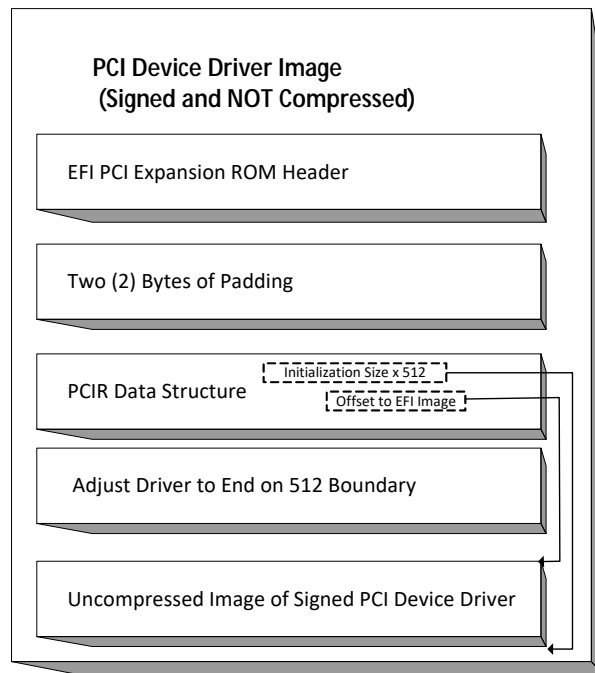 PCI Device Driver Image
(Signed and NOT Compressed)
EFI PCI Expansion ROM Header
Two (2) Bytes of Padding
Initialization Size x 512
PCIR Data Structure
Offset to EFI Image
Adjust Driver to End on 512 Boundary
Uncompressed Image of Signed PCI Device Driver